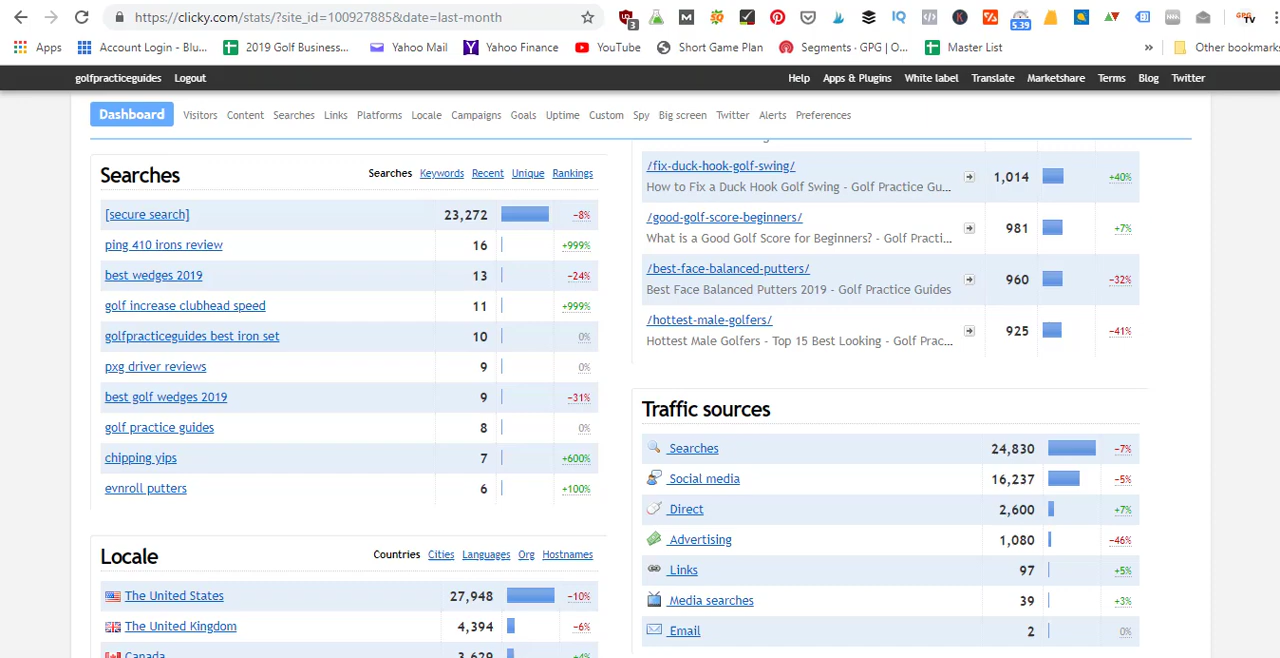 https://clicky.com/stats/?site_id=100927885&date=last-month
3
5.39
GPG TV
Apps
Account Login - Blu...
2019 Golf Business...
Yahoo Mail
Yahoo Finance
YouTube
Short Game Plan
Segments - GPG | O...
Master List
»
Other bookmarks
golfpracticeguides Logout
Help Apps & Plugins White label Translate Marketshare Terms Blog Twitter
Dashboard Visitors Content Searches Links Platforms Locale Campaigns Goals Uptime Custom Spy Big screen Twitter Alerts Preferences
Searches
Searches Keywords Recent Unique Rankings
[secure search] 23,272 -8%
ping 410 irons review 16 +999%
best wedges 2019 13 -24%
golf increase clubhead speed 11 +999%
golfpracticeguides best iron set 10 0%
pxg driver reviews 9 0%
best golf wedges 2019 9 -31%
golf practice guides 8 0%
chipping yips 7 +600%
evnroll putters 6 +100%
Locale
Countries Cities Languages Org Hostnames
The United States 27,948 -10%
The United Kingdom 4,394 -6%
Canada 3,629 +4%
/fix-duck-hook-golf-swing/
How to Fix a Duck Hook Golf Swing - Golf Practice Gu... 1,014 +40%
/good-golf-score-beginners/
What is a Good Golf Score for Beginners? - Golf Practi... 981 +7%
/best-face-balanced-putters/
Best Face Balanced Putters 2019 - Golf Practice Guides 960 -32%
/hottest-male-golfers/
Hottest Male Golfers - Top 15 Best Looking - Golf Prac... 925 -41%
Traffic sources
Searches 24,830 -7%
Social media 16,237 -5%
Direct 2,600 +7%
Advertising 1,080 -46%
Links 97 +5%
Media searches 39 +3%
Email 2 0%